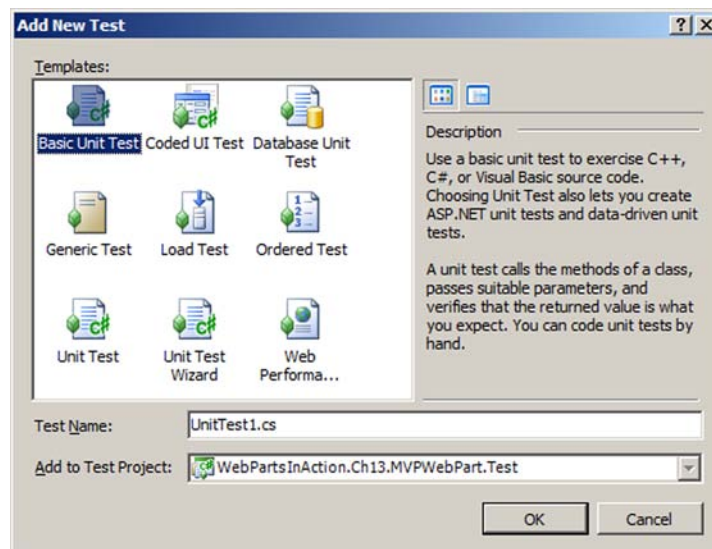 Add New Test
Templates:
Basic Unit Test
Coded UI Test
Database Unit
Test
Generic Test
Load Test
Ordered Test
Unit Test
Unit Test
Wizard
Web
Performa...
Description
Use a basic unit test to exercise C++,
C#, or Visual Basic source code.
Choosing Unit Test also lets you create
ASP.NET unit tests and data-driven unit
tests.
A unit test calls the methods of a class,
passes suitable parameters, and
verifies that the returned value is what
you expect. You can code unit tests by
hand.
Test Name:
UnitTest1.cs
Add to Test Project:
WebPartsInAction.Ch13.MVPWebPart.Test
OK
Cancel